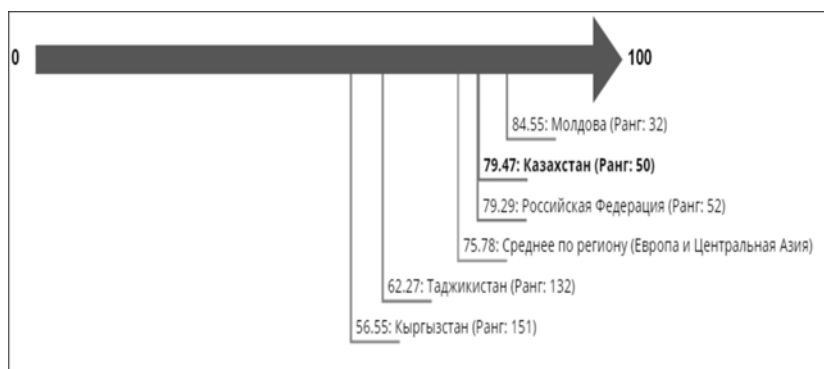 0
100
84.55: Молдова (Ранг: 32)
79.47: Казахстан (Ранг: 50)
79.29: Российская Федерация (Ранг: 52)
75.78: Среднее по региону (Европа и Центральная Азия)
62.27: Таджикистан (Ранг: 132)
56.55: Кыргызстан (Ранг: 151)